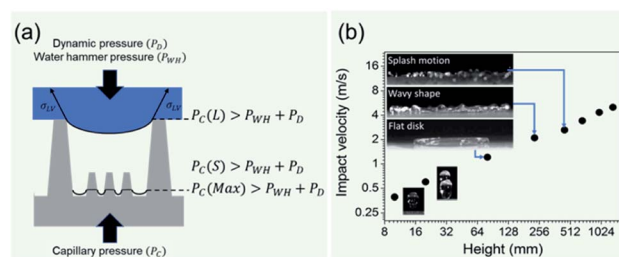 (a)
Dynamic pressure (P_D)
Water hammer pressure (P_WH)
σ_LV
σ_LV
P_C(L) > P_WH + P_D
P_C(S) > P_WH + P_D
P_C(Max) > P_WH + P_D
Capillary pressure (P_C)
(b)
Impact velocity (m/s)
16
8
4
2
1
0.5
0.25
Splash motion
Wavy shape
Flat disk
8 16 32 64 128 256 512 1024
Height (mm)